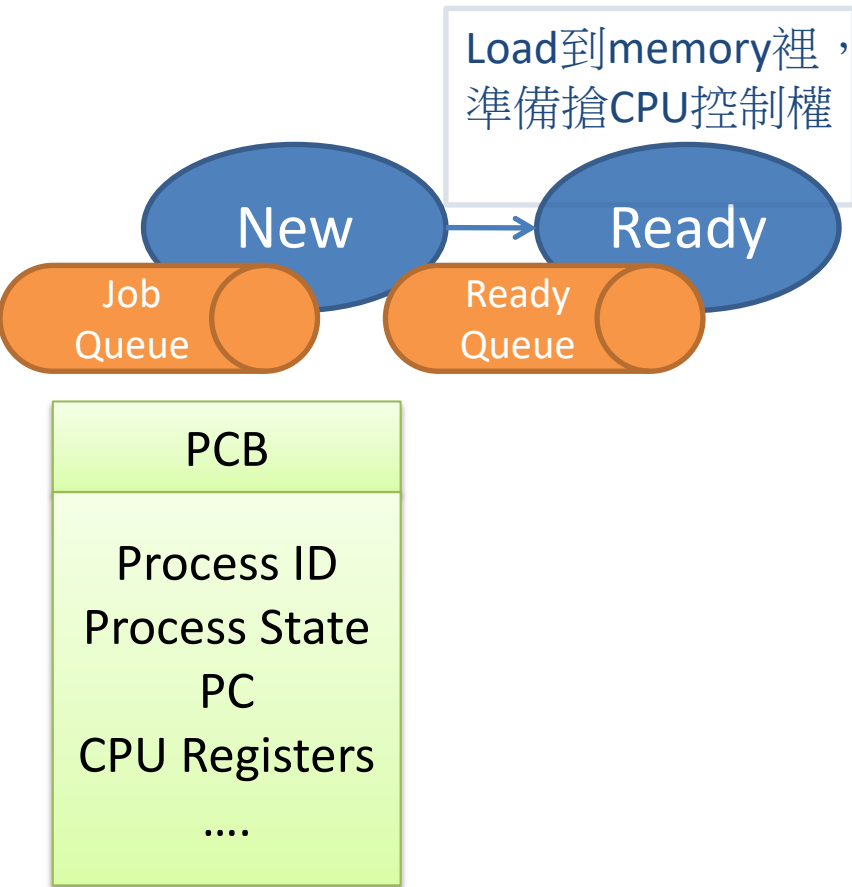 Load到memory裡，
準備搶CPU控制權
New
Ready
Job
Queue
Ready
Queue
PCB
Process ID
Process State
PC
CPU Registers
....